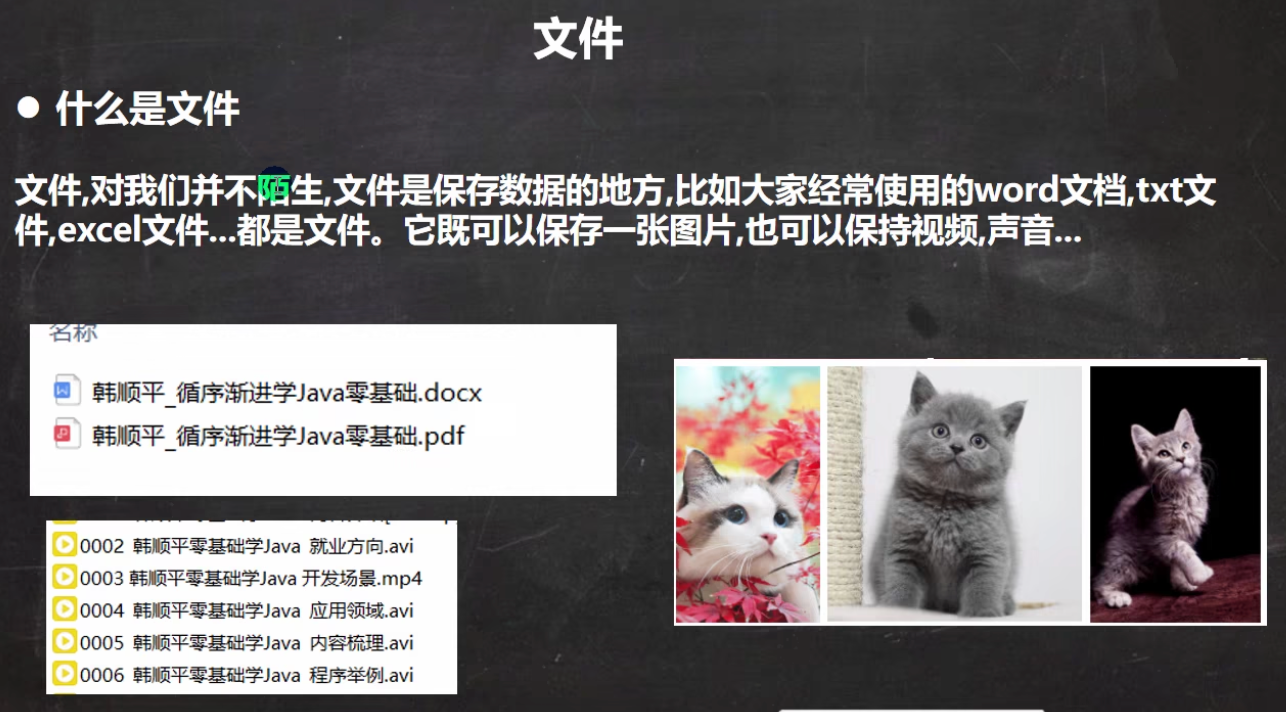 文件
● 什么是文件
文件,对我们并不陌生,文件是保存数据的地方,比如大家经常使用的word文档,txt文
件,excel文件...都是文件。它既可以保存一张图片,也可以保持视频,声音...
名称
韩顺平_循序渐进学Java零基础.docx
韩顺平_循序渐进学Java零基础.pdf
0002 韩顺平零基础学Java 就业方向.avi
0003 韩顺平零基础学Java 开发场景.mp4
0004 韩顺平零基础学Java 应用领域.avi
0005 韩顺平零基础学Java 内容梳理.avi
0006 韩顺平零基础学Java 程序举例.avi